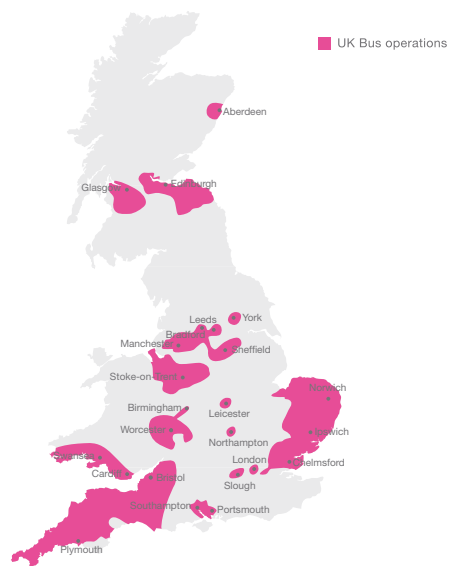 UK Bus operations
Aberdeen
Glasgow
Edinburgh
York
Leeds
Bradford
Manchester
Sheffield
Stoke-on-Trent
Norwich
Birmingham
Leicester
Worcester
Ipswich
Northampton
Swansea
London
Chelmsford
Cardiff
Bristol
Slough
Southampton
Portsmouth
Plymouth